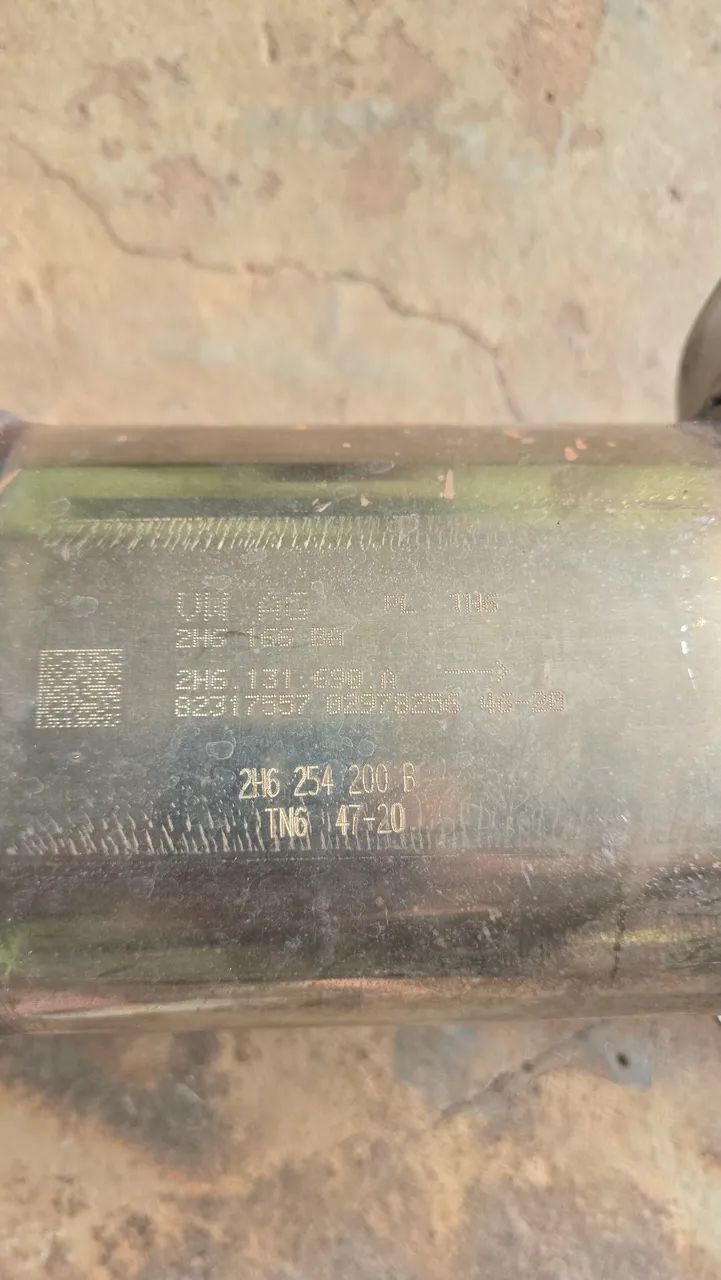 VW AG PL TN6
2H6 166 BA
2H6.131.690.A
82317557 02978256 46-20
2H6 254 200 B
TN6 47-20